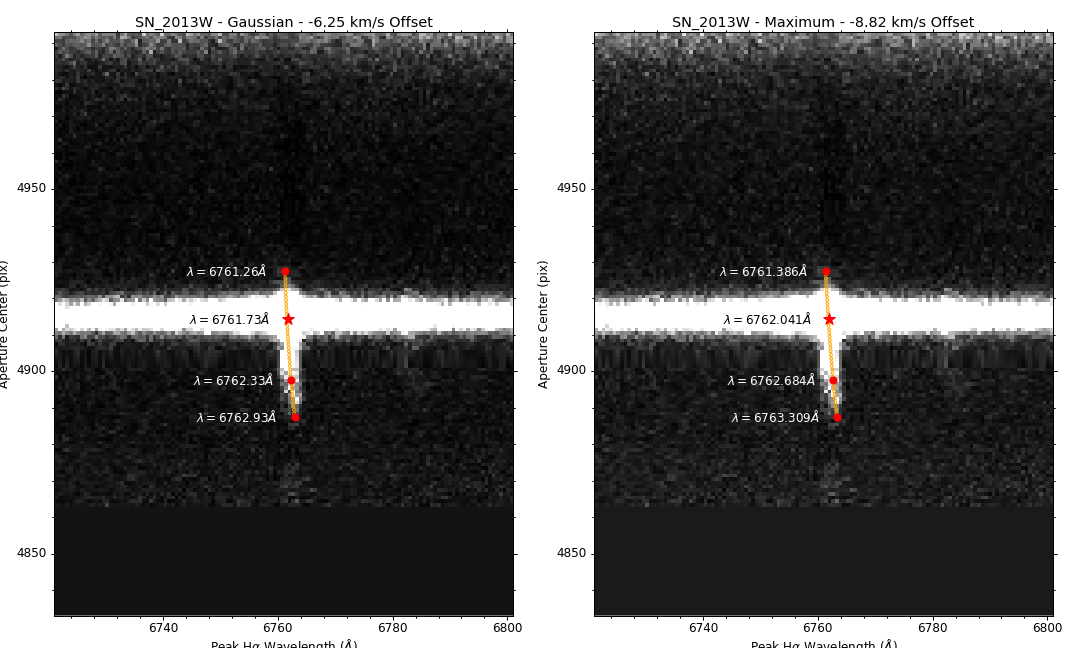 SN_2013W - Gaussian - -6.25 km/s Offset
4950
4900
4850
λ = 6761.26Å
λ = 6761.73Å
λ = 6762.33Å
λ = 6762.93Å
6740 6760 6780 6800
Aperture Center (pix)
Peak Hα Wavelength (Å)
SN_2013W - Maximum - -8.82 km/s Offset
4950
4900
4850
λ = 6761.386Å
λ = 6762.041Å
λ = 6762.684Å
λ = 6763.309Å
6740 6760 6780 6800
Aperture Center (pix)
Peak Hα Wavelength (Å)